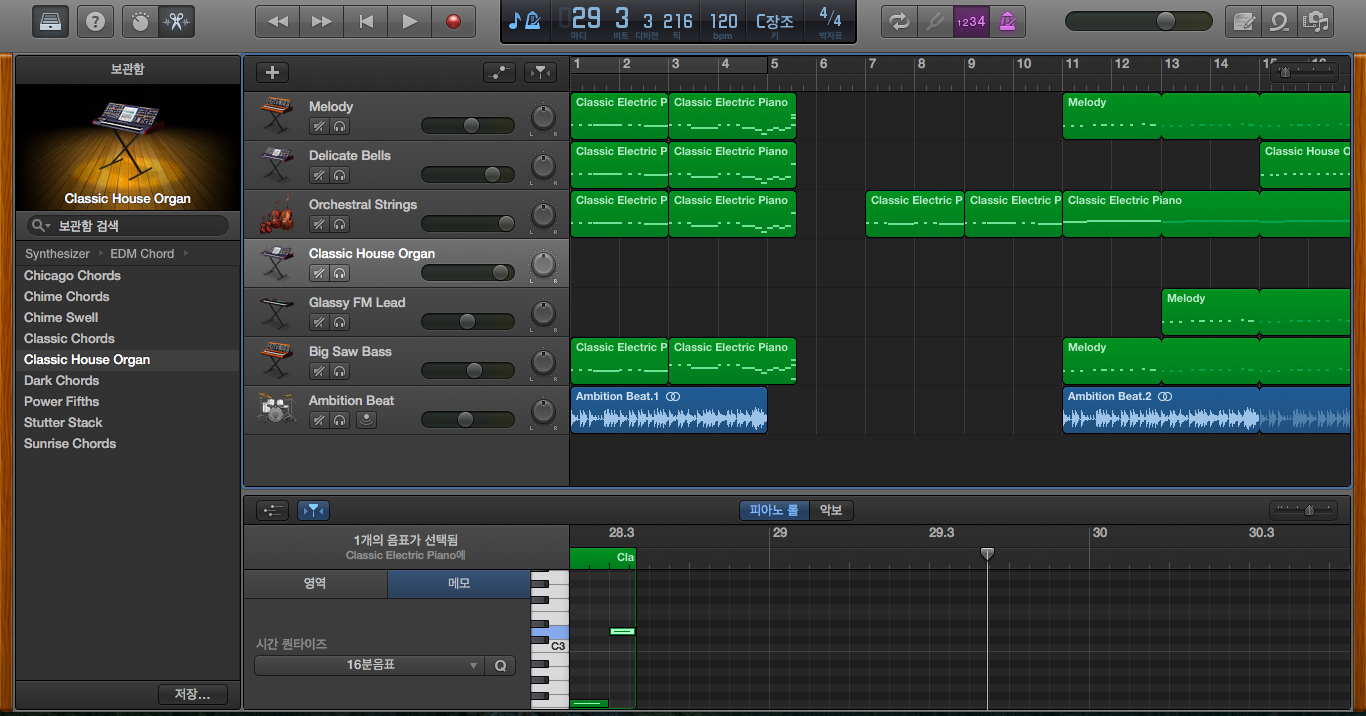 029 3 3 216 120 C장조 4/4
마디 비트 디비전 틱 bpm 키 박자표
1234
보관함
Classic House Organ
보관함 검색
Synthesizer EDM Chord
Chicago Chords
Chime Chords
Chime Swell
Classic Chords
Classic House Organ
Dark Chords
Power Fifths
Stutter Stack
Sunrise Chords
저장...
1 2 3 4 5 6 7 8 9 10 11 12 13 14 15 16
Melody
L R
Classic Electric P Classic Electric Piano Melody
Delicate Bells
L R
Classic Electric P Classic Electric Piano Classic House O
Orchestral Strings
L R
Classic Electric P Classic Electric Piano Classic Electric P Classic Electric P Classic Electric Piano
Classic House Organ
L R
Glassy FM Lead
L R
Melody
Big Saw Bass
L R
Classic Electric P Classic Electric Piano Melody
Ambition Beat
L R
Ambition Beat.1 Ambition Beat.2
피아노 롤 악보
1개의 음표가 선택됨
Classic Electric Piano에
28.3 29 29.3 30 30.3
Cla
영역 메모
C3
시간 퀀타이즈
16분음표 Q